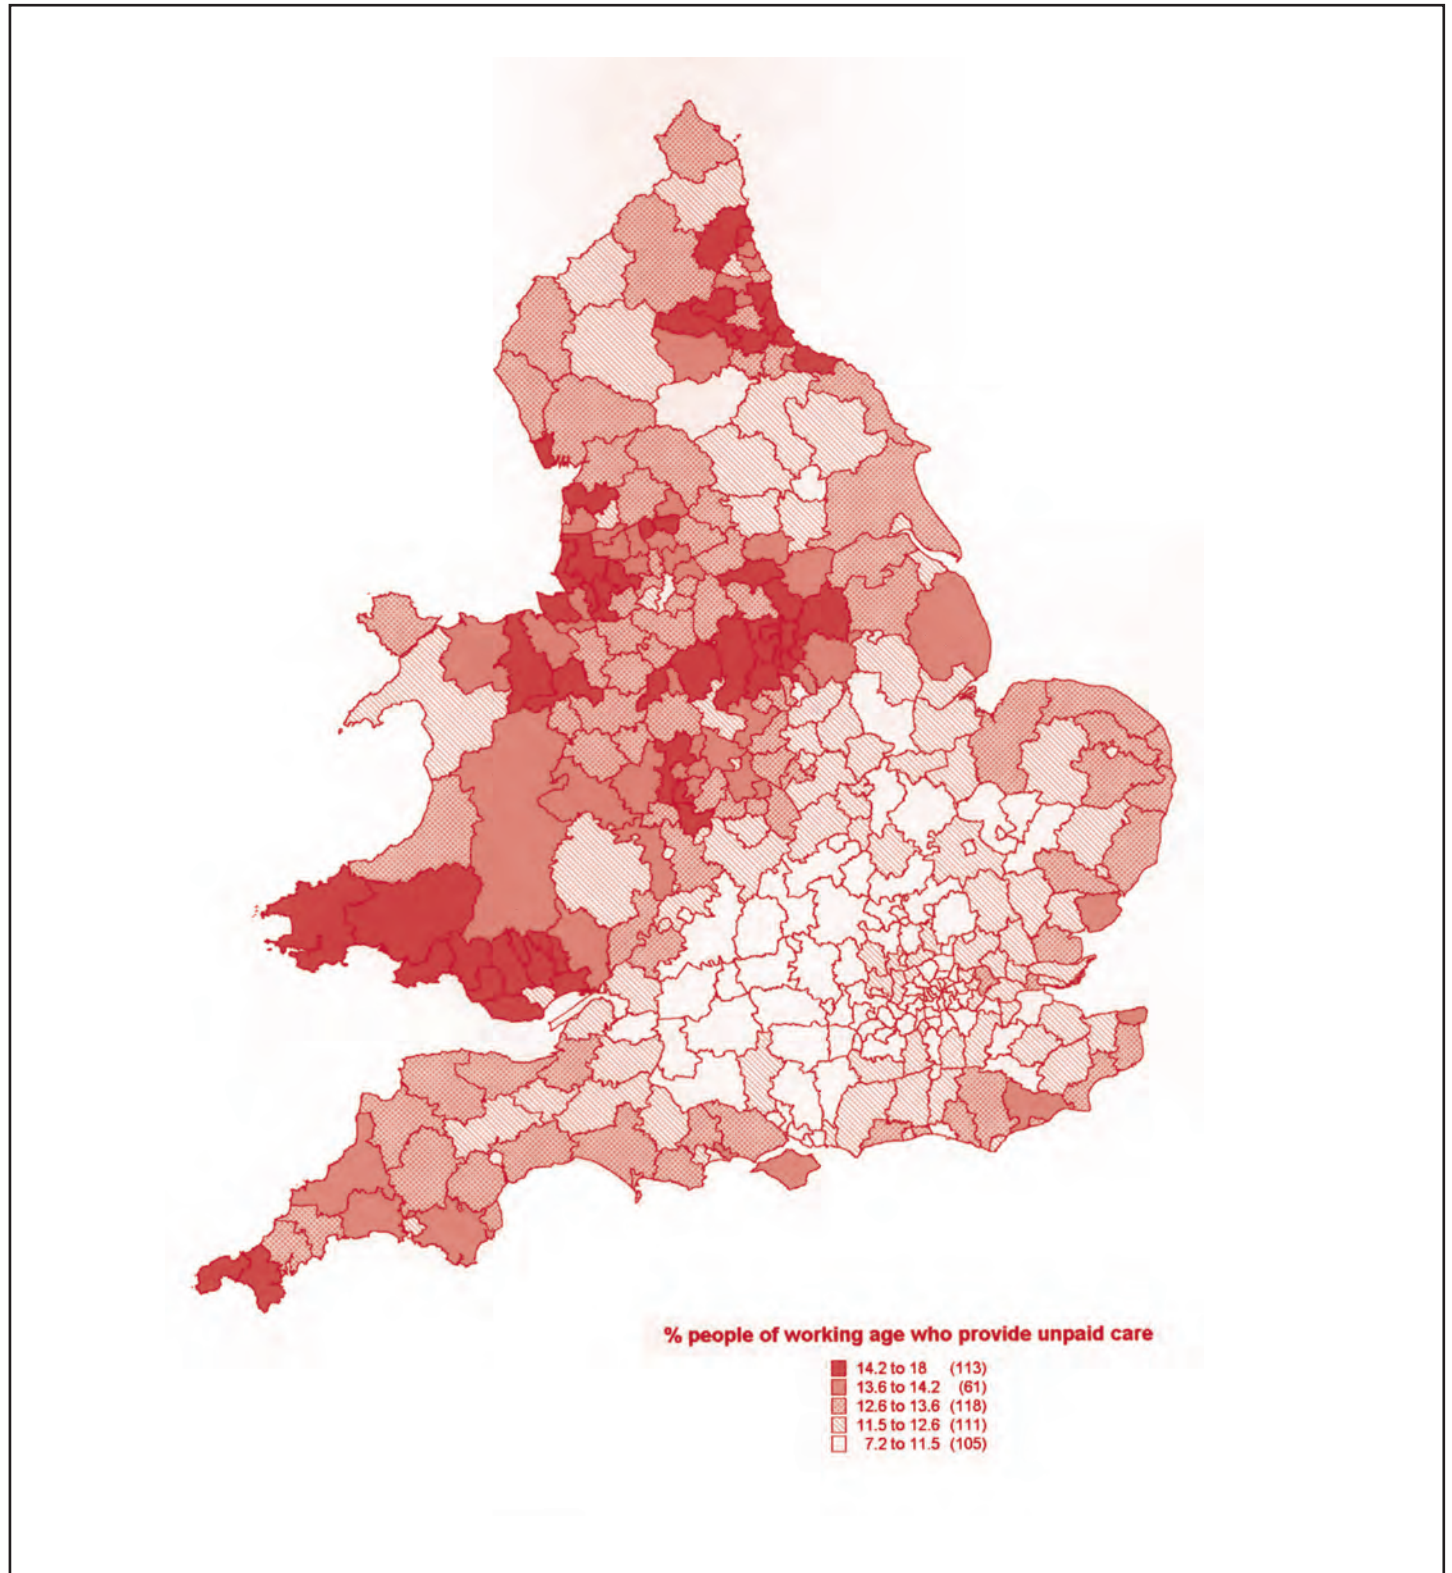 % people of working age who provide unpaid care
14.2 to 18 (113)
13.6 to 14.2 (61)
12.6 to 13.6 (118)
11.5 to 12.6 (111)
7.2 to 11.5 (105)